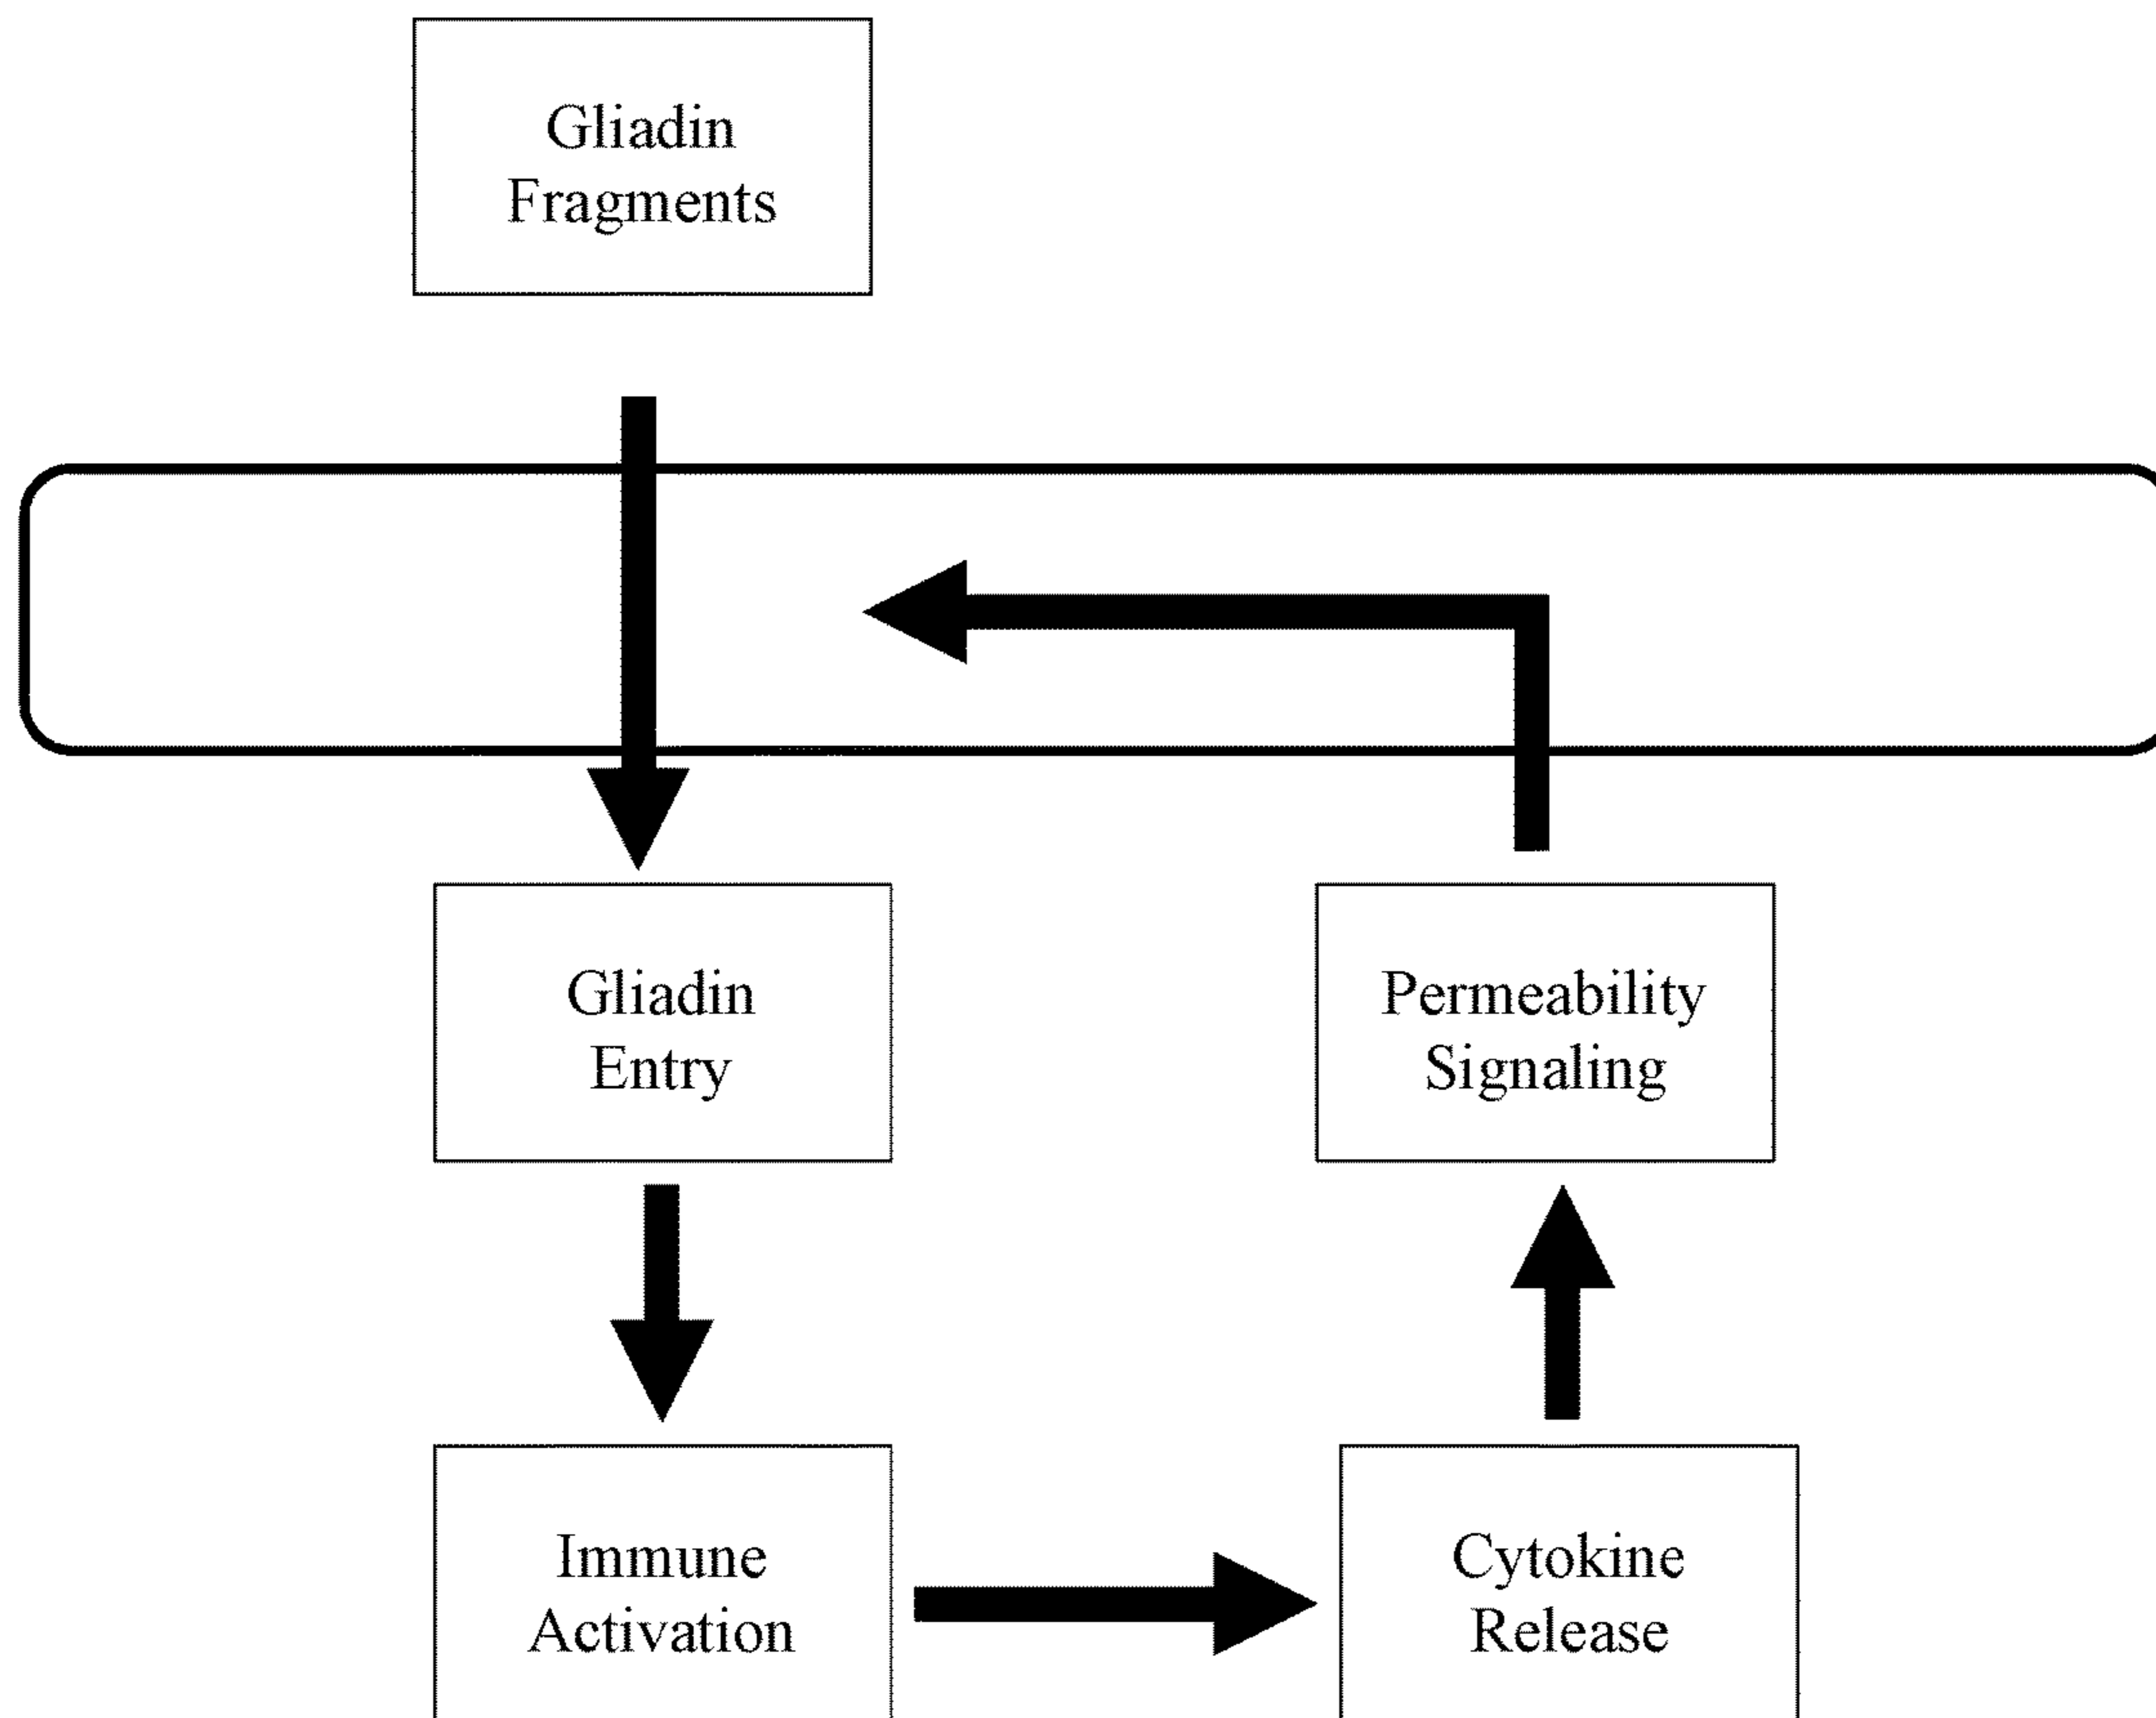 Gliadin
Fragments
Gliadin
Entry
Permeability
Signaling
Immune
Activation
Cytokine
Release